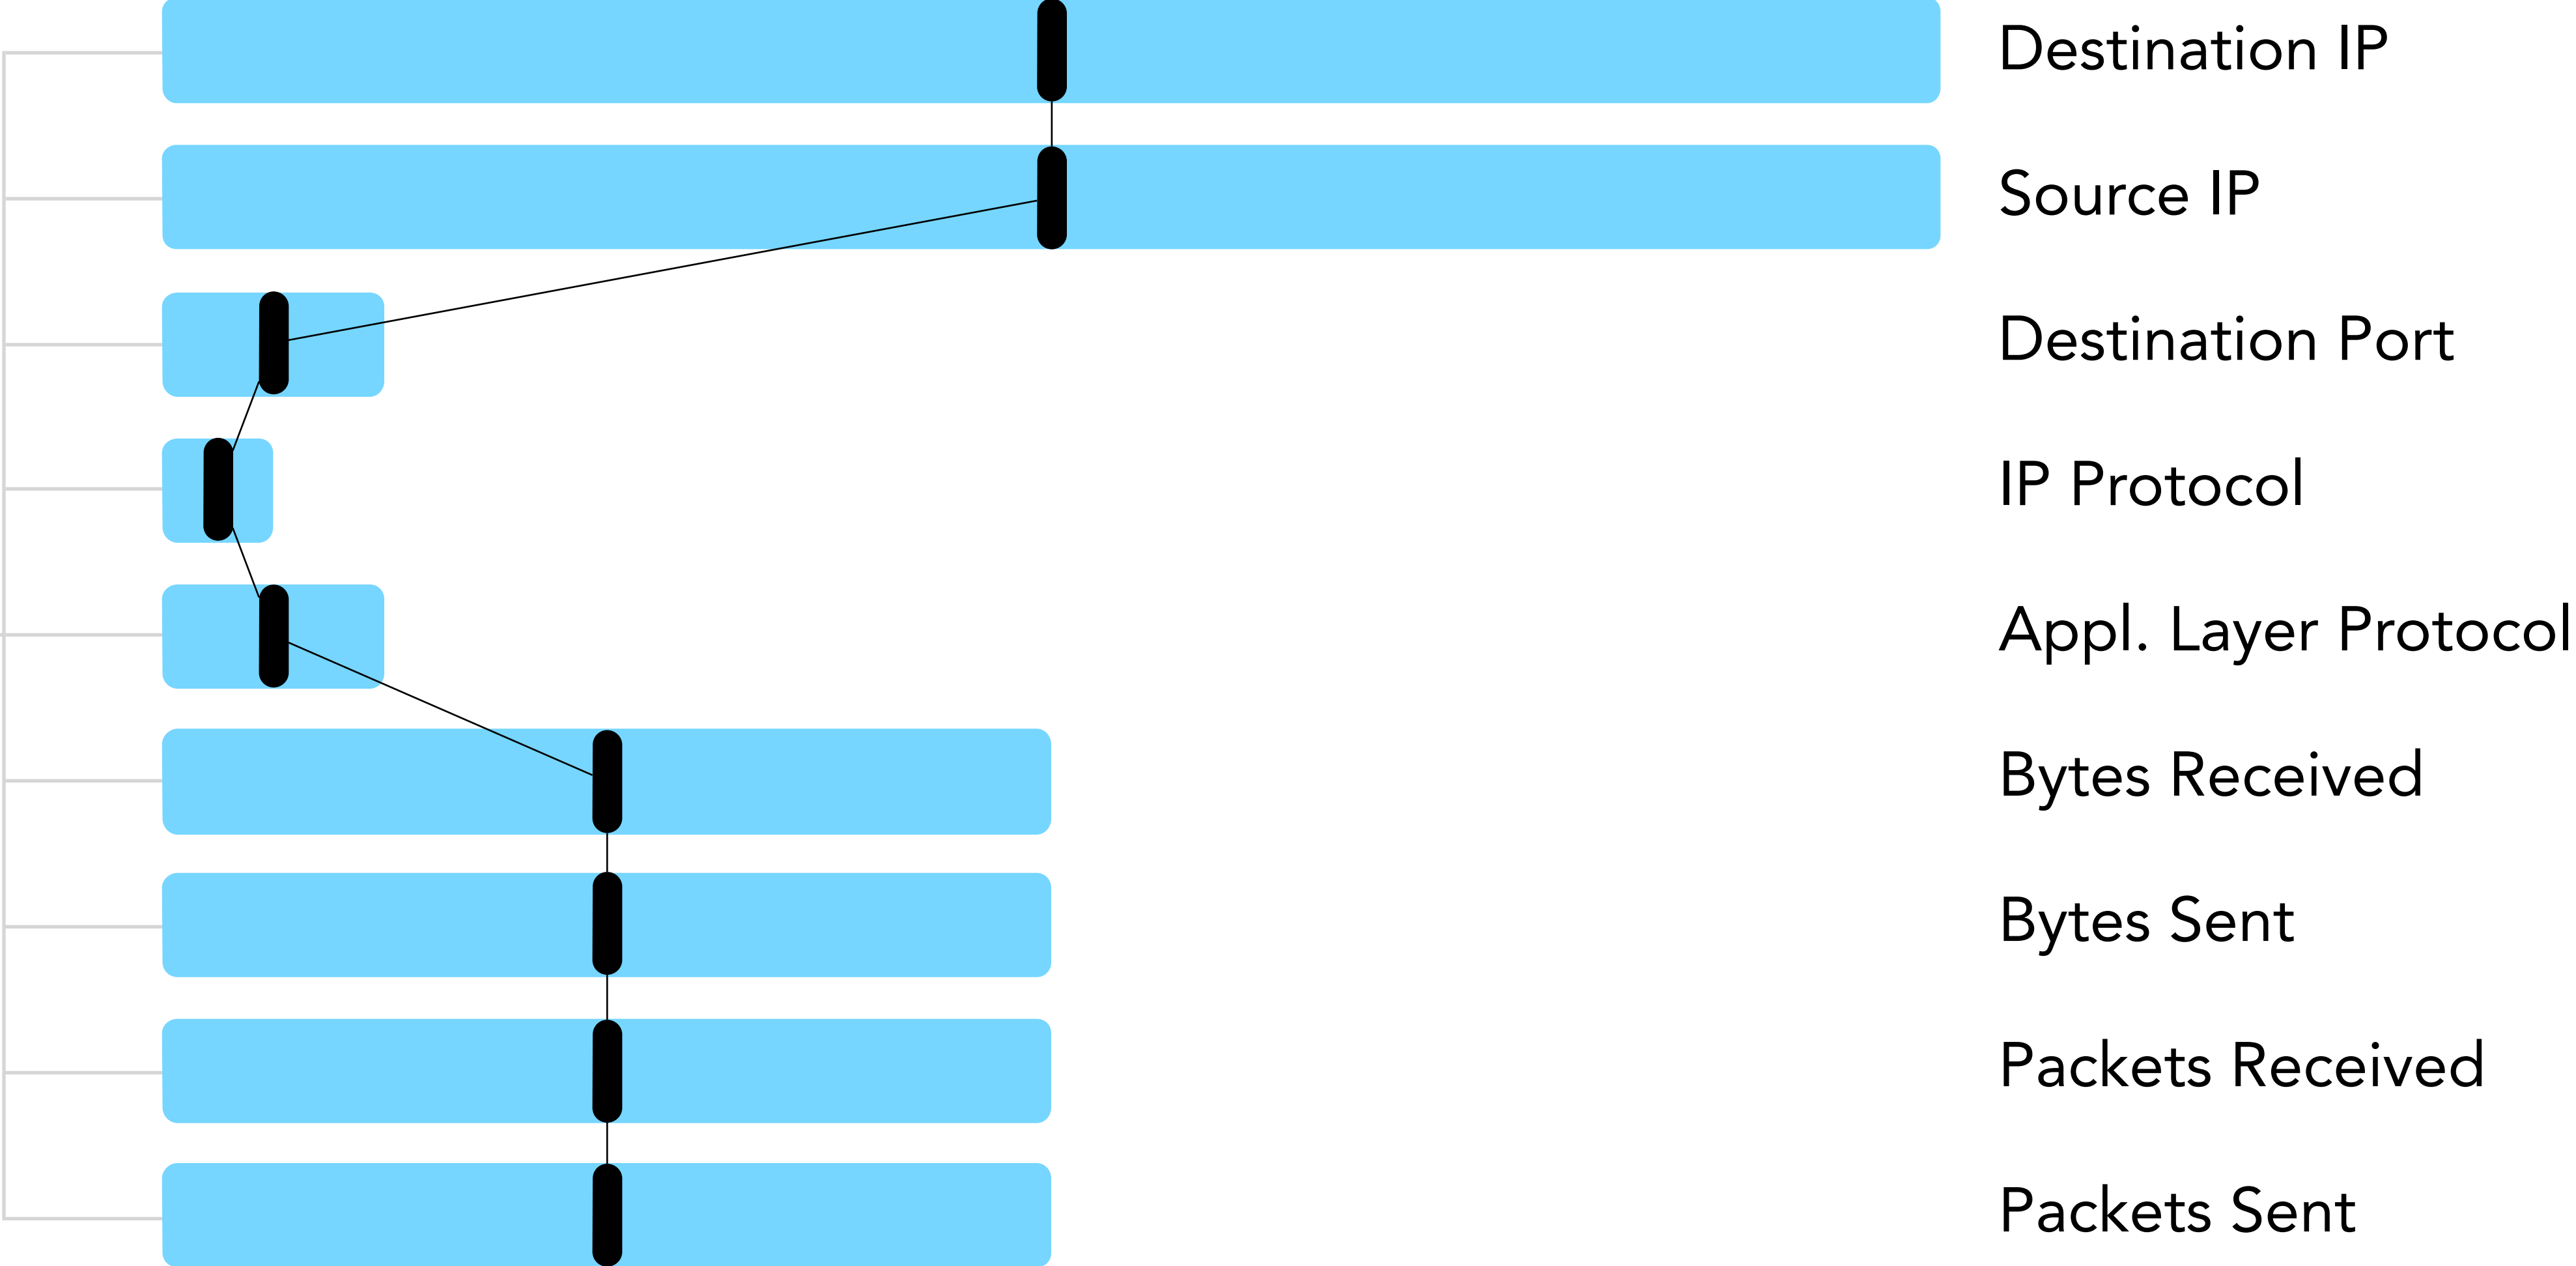 Destination IP
Source IP
Destination Port
IP Protocol
Appl. Layer Protocol
Bytes Received
Bytes Sent
Packets Received
Packets Sent